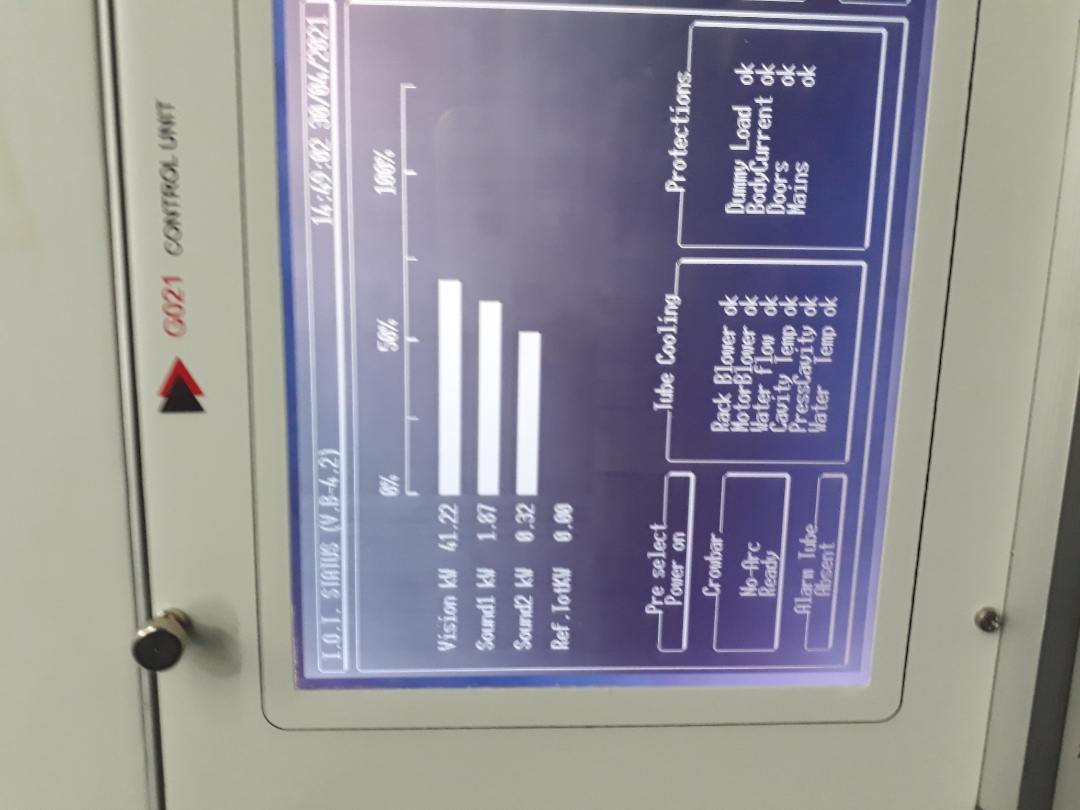 G021 CONTROL UNIT
I.O.T. STATUS (V.B-4.2) 14:49:02 30/04/2021
0% 50% 100%
Vision kW 41.22
Sound1 kW 1.87
Sound2 kW 0.32
Ref.TotKW 0.00
Pre select
Power on
Crowbar
No-Arc
Ready
Alarm Tube
Absent
Tube Cooling
Rack Blower ok
MotorBlower ok
Water flow ok
Cavity Temp ok
PressCavity ok
Water Temp ok
Protections
Dummy Load ok
BodyCurrent ok
Doors ok
Mains ok